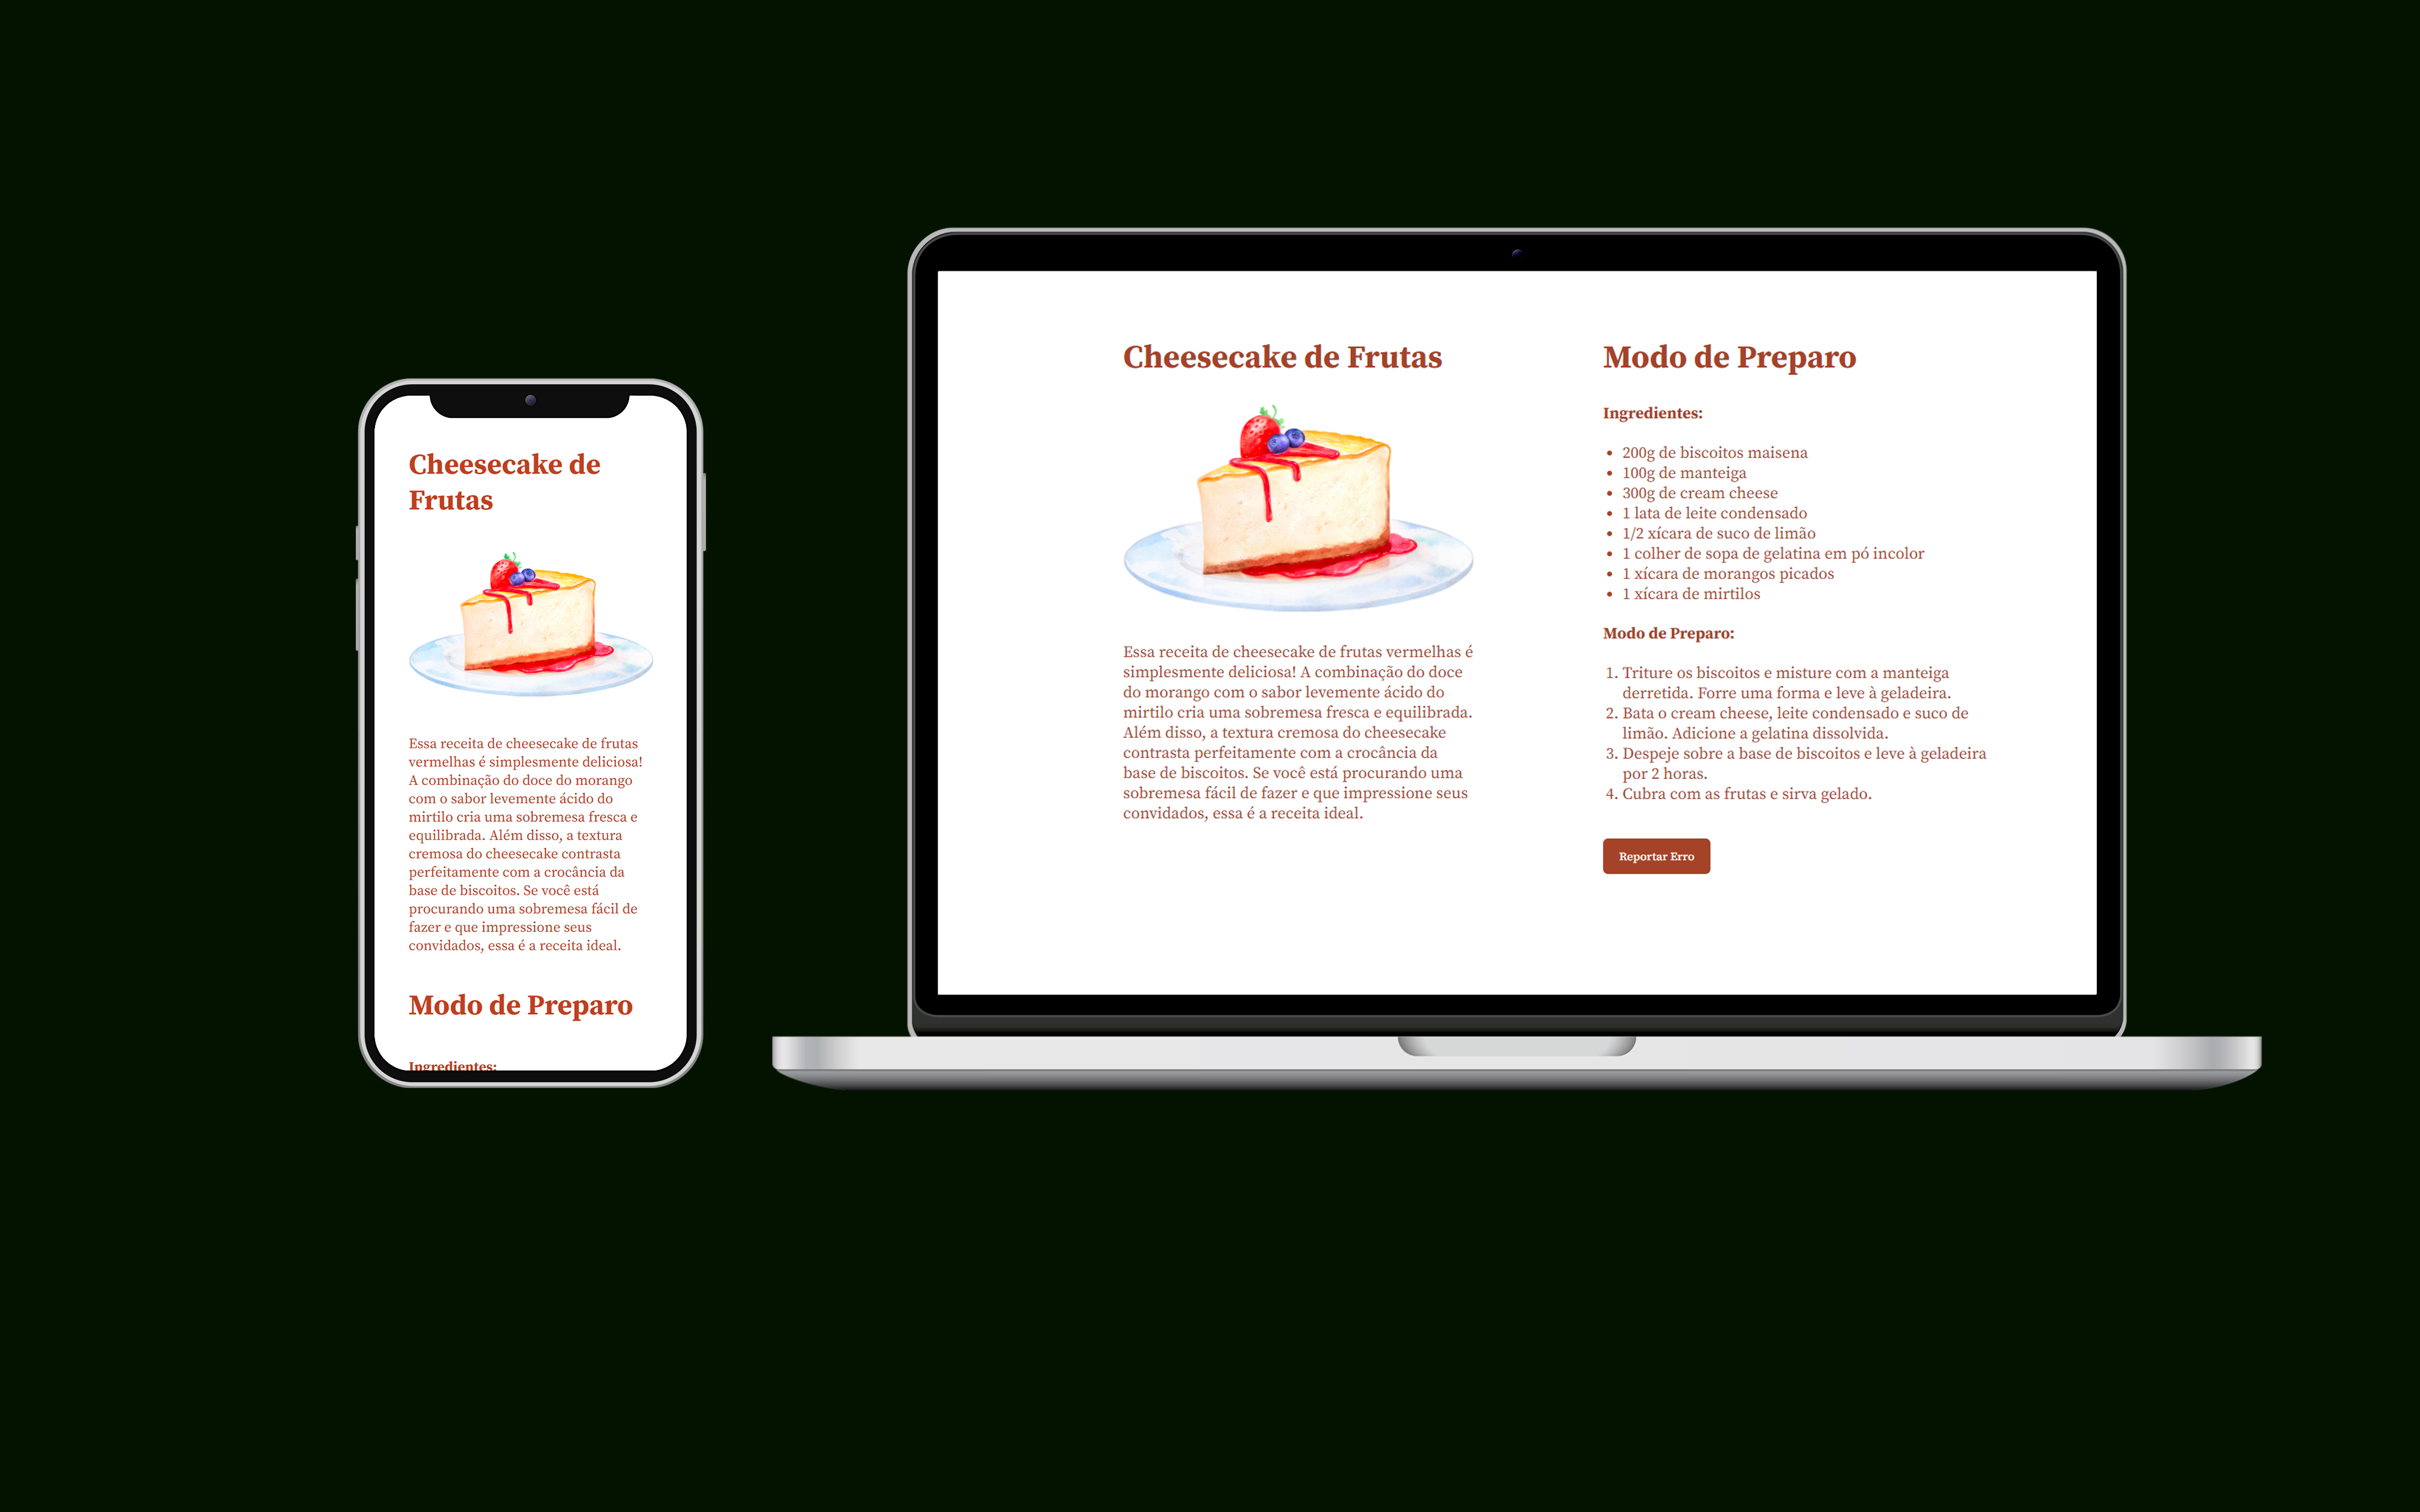 Cheesecake de
Frutas
Essa receita de cheesecake de frutas
vermelhas é simplesmente deliciosa!
A combinação do doce do morango
com o sabor levemente ácido do
mirtilo cria uma sobremesa fresca e
equilibrada. Além disso, a textura
cremosa do cheesecake contrasta
perfeitamente com a crocância da
base de biscoitos. Se você está
procurando uma sobremesa fácil de
fazer e que impressione seus
convidados, essa é a receita ideal.
Modo de Preparo
Ingredientes:
Cheesecake de Frutas
Essa receita de cheesecake de frutas vermelhas é
simplesmente deliciosa! A combinação do doce
do morango com o sabor levemente ácido do
mirtilo cria uma sobremesa fresca e equilibrada.
Além disso, a textura cremosa do cheesecake
contrasta perfeitamente com a crocância da
base de biscoitos. Se você está procurando uma
sobremesa fácil de fazer e que impressione seus
convidados, essa é a receita ideal.
Modo de Preparo
Ingredientes:
• 200g de biscoitos maisena
• 100g de manteiga
• 300g de cream cheese
• 1 lata de leite condensado
• 1/2 xícara de suco de limão
• 1 colher de sopa de gelatina em pó incolor
• 1 xícara de morangos picados
• 1 xícara de mirtilos
Modo de Preparo:
1. Triture os biscoitos e misture com a manteiga
derretida. Forre uma forma e leve à geladeira.
2. Bata o cream cheese, leite condensado e suco de
limão. Adicione a gelatina dissolvida.
3. Despeje sobre a base de biscoitos e leve à geladeira
por 2 horas.
4. Cubra com as frutas e sirva gelado.
Reportar Erro